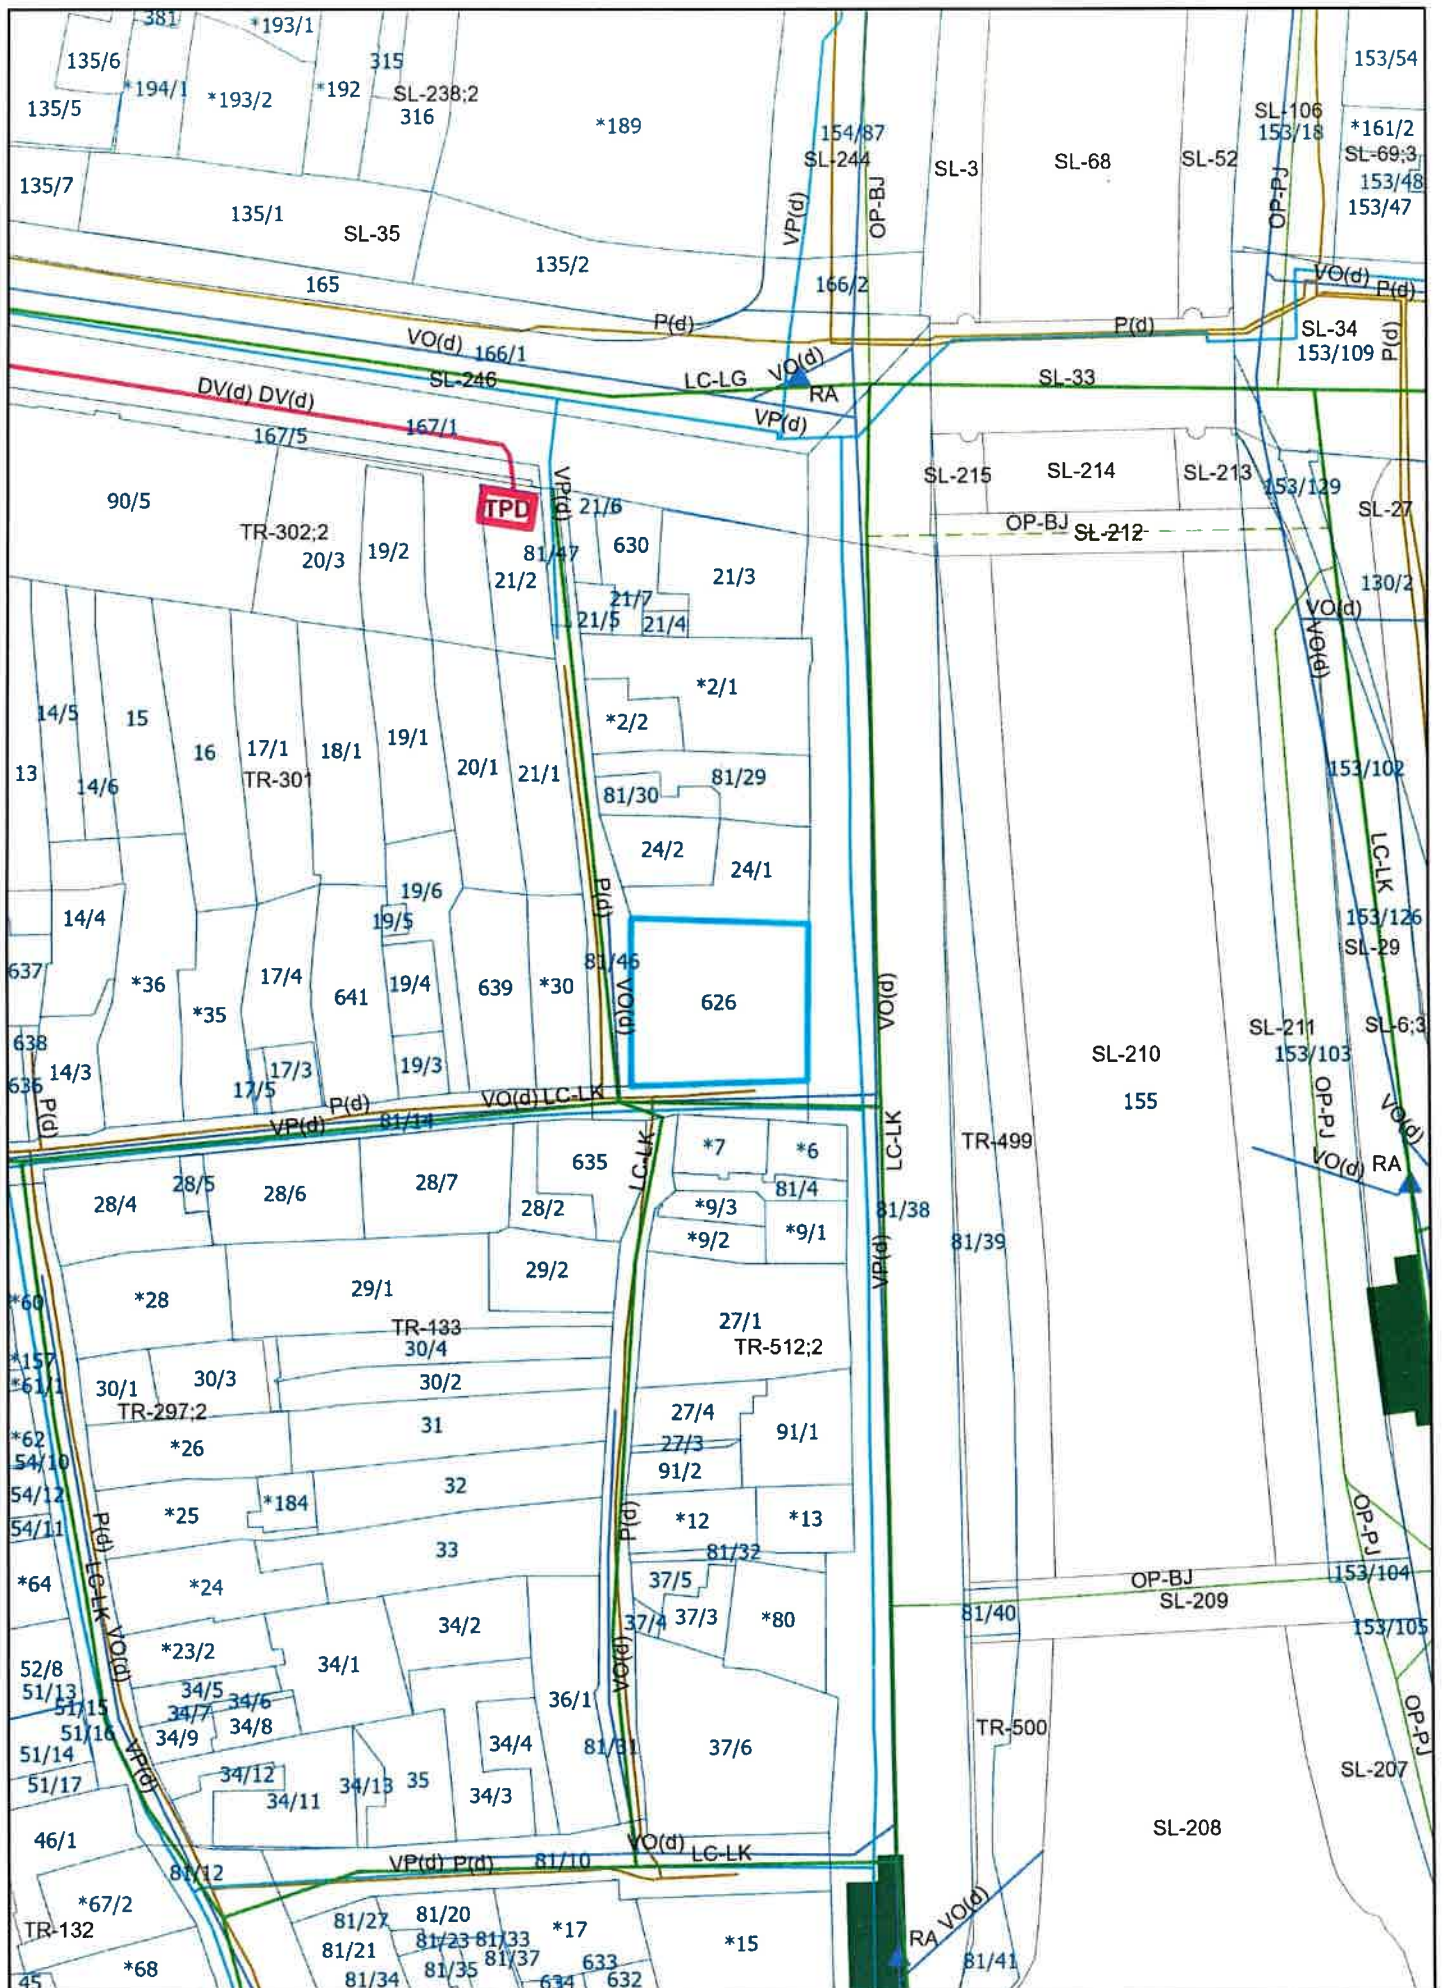 381
*193/1
135/6
315
153/54
*194/1
*193/2
*192
SL-238;2
135/5
316
*189
154/87
SL-106
153/18
*161/2
SL-244
SL-3
SL-68
SL-52
SL-69;3
135/7
153/48
OP-PJ
153/47
135/1
VP(d)
OP-BJ
SL-35
135/2
165
166/2
VO(d)
P(d)
P(d)
P(d)
SL-34
VO(d)
166/1
VO(d)
153/109
P(d)
SL-246
LC-LG
RA
SL-33
DV(d) DV(d)
VP(d)
167/1
167/5
SL-215
SL-214
SL-213
153/129
90/5
VP(d)
TPD
21/6
SL-27
TR-302;2
OP-BJ
SL-212
20/3
19/2
81/47
630
21/2
21/3
130/2
21/7
21/5
21/4
VO(d)
VO(d)
*2/1
14/5
15
*2/2
16
17/1
18/1
19/1
13
14/6
TR-301
20/1
21/1
81/29
153/102
81/30
24/2
24/1
LC-LK
19/6
P(d)
14/4
19/5
153/126
SL-29
637
*36
17/4
641
19/4
639
*30
81/46
626
*35
VO(d)
VO(d)
638
14/3
17/3
19/3
SL-211
SL-6;3
636
17/5
SL-210
153/103
P(d)
P(d)
VO(d) LC-LK
155
VP(d)
81/14
OP-PJ
VO(d)
LC-LK
LC-LK
*7
*6
TR-499
635
VO(d)
RA
28/4
28/5
28/6
28/7
81/4
28/2
*9/3
81/38
*9/2
*9/1
81/39
VP(d)
*60
*28
29/1
29/2
27/1
TR-133
30/4
TR-512;2
*157
*61/1
30/1
30/3
30/2
TR-297;2
27/4
*62
*26
31
27/3
91/1
54/10
91/2
54/12
*184
32
54/11
*25
P(d)
*12
*13
OP-PJ
P(d)
33
81/32
*64
*24
37/5
OP-BJ
153/104
LC-LK
37/4
37/3
*80
SL-209
81/40
VO(d)
*23/2
34/2
153/105
52/8
34/1
VO(d)
51/13
34/5
51/15
34/7
34/6
36/1
51/16
34/9
34/8
OP-PJ
51/14
VP(d)
34/4
81/31
37/6
TR-500
51/17
34/12
34/13
35
34/3
SL-207
34/11
46/1
SL-208
VO(d)
LC-LK
81/12
VP(d) P(d)
81/10
*67/2
81/27
81/20
*17
TR-132
81/23
81/33
RA
VO(d)
81/21
81/37
*15
45
*68
81/34
81/35
633
81/41
634
632